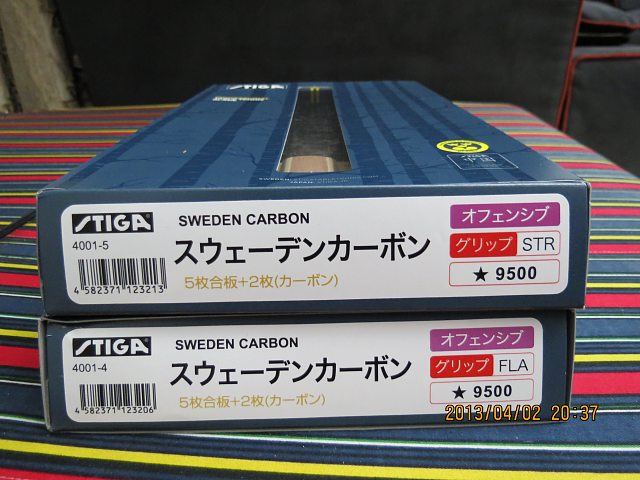 STIGA
STIGA
中国
STIGA
4001-5
4 582371 123213
SWEDEN CARBON
スウェーデンカーボン
5枚合板+2枚(カーボン)
オフェンシブ
グリップ STR
★ 9500
STIGA
4001-4
4 582371 123206
SWEDEN CARBON
スウェーデンカーボン
5枚合板+2枚(カーボン)
オフェンシブ
グリップ FLA
★ 9500
2013/04/02 20:37